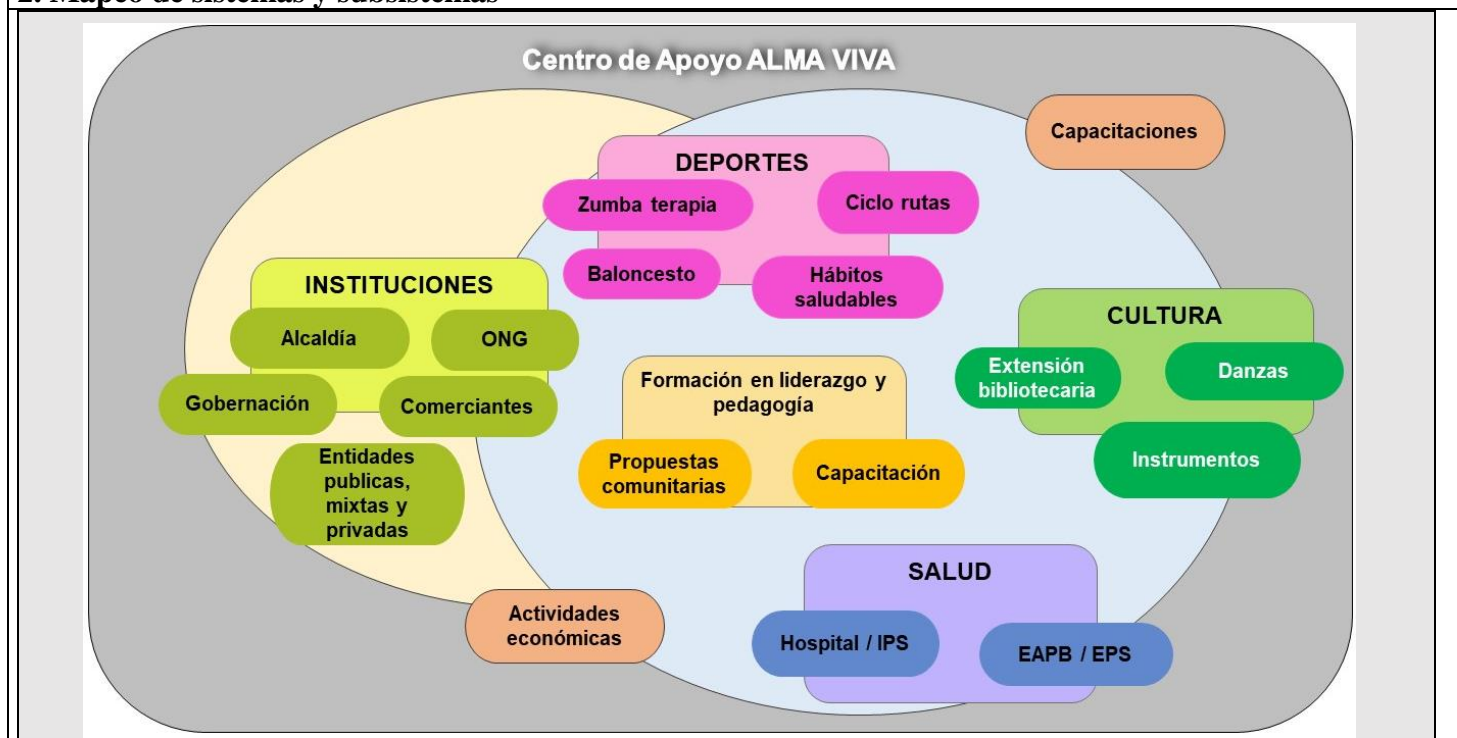 2. Mapeo de sistemas y subsistemas
Centro de Apoyo ALMA VIVA
Capacitaciones
DEPORTES
Zumba terapia
Ciclo rutas
Baloncesto
Hábitos
saludables
INSTITUCIONES
Alcaldía
ONG
Gobernación
Comerciantes
Entidades
publicas,
mixtas y
privadas
CULTURA
Extensión
bibliotecaria
Danzas
Instrumentos
Formación en liderazgo y
pedagogía
Propuestas
comunitarias
Capacitación
SALUD
Hospital / IPS
EAPB / EPS
Actividades
económicas